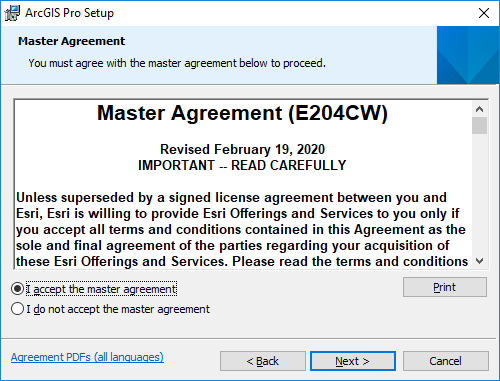 ArcGIS Pro Setup
Master Agreement
You must agree with the master agreement below to proceed.
Master Agreement (E204CW)
Revised February 19, 2020
IMPORTANT -- READ CAREFULLY
Unless superseded by a signed license agreement between you and
Esri, Esri is willing to provide Esri Offerings and Services to you only if
you accept all terms and conditions contained in this Agreement as the
sole and final agreement of the parties regarding your acquisition of
these Esri Offerings and Services. Please read the terms and conditions
I accept the master agreement
Print
I do not accept the master agreement
Agreement PDFs (all languages)
< Back
Next >
Cancel